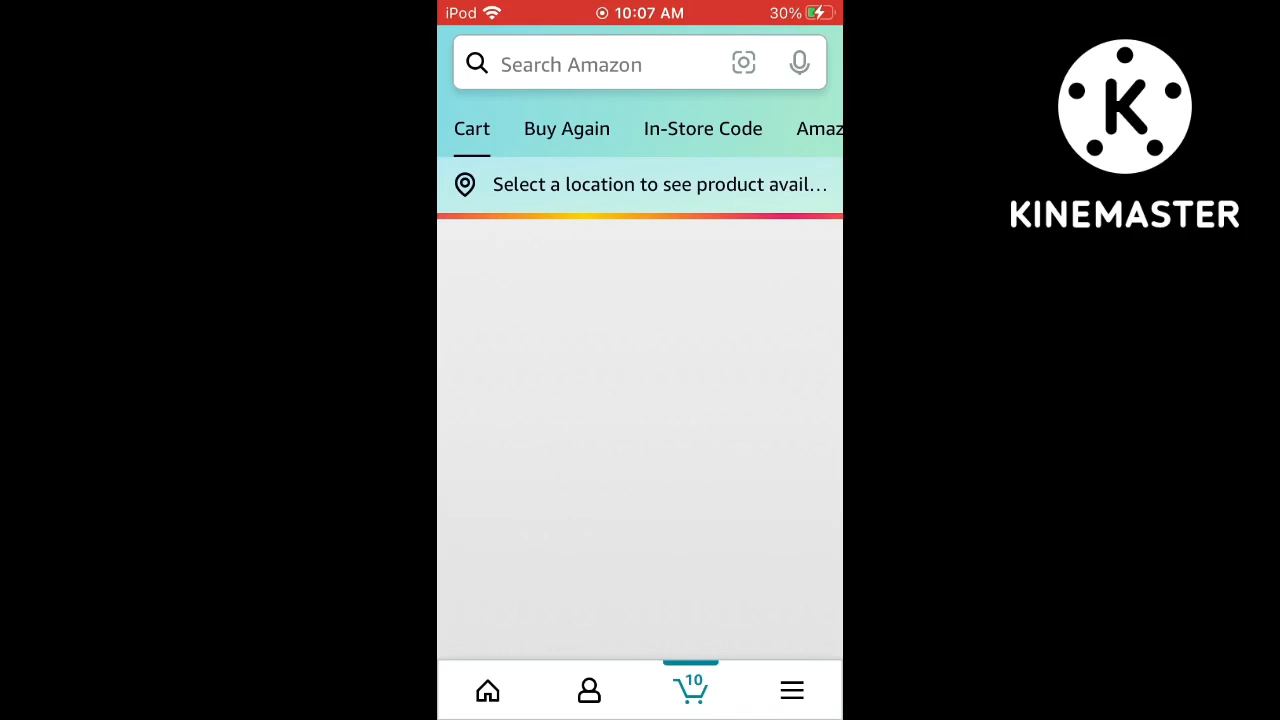 iPod 10:07 AM 30%
Search Amazon
Cart Buy Again In-Store Code Amaz
Select a location to see product avail...
10
K
KINEMASTER